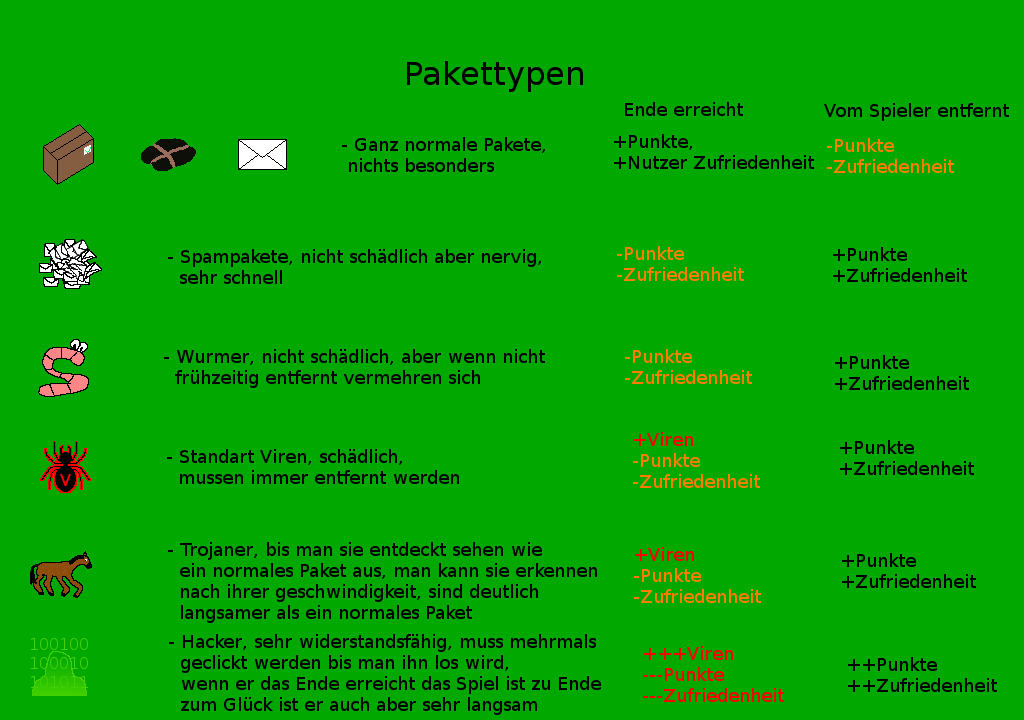 Pakettypen
Ende erreicht
Vom Spieler entfernt
- Ganz normale Pakete,
nichts besonders
+Punkte,
+Nutzer Zufriedenheit
-Punkte
-Zufriedenheit
- Spampakete, nicht schädlich aber nervig,
sehr schnell
-Punkte
-Zufriedenheit
+Punkte
+Zufriedenheit
- Wurmer, nicht schädlich, aber wenn nicht
frühzeitig entfernt vermehren sich
-Punkte
-Zufriedenheit
+Punkte
+Zufriedenheit
V
- Standart Viren, schädlich,
mussen immer entfernt werden
+Viren
-Punkte
-Zufriedenheit
+Punkte
+Zufriedenheit
- Trojaner, bis man sie entdeckt sehen wie
ein normales Paket aus, man kann sie erkennen
nach ihrer geschwindigkeit, sind deutlich
langsamer als ein normales Paket
+Viren
-Punkte
-Zufriedenheit
+Punkte
+Zufriedenheit
100100
100010
101011
- Hacker, sehr widerstandsfähig, muss mehrmals
geclickt werden bis man ihn los wird,
wenn er das Ende erreicht das Spiel ist zu Ende
zum Glück ist er auch aber sehr langsam
+++Viren
---Punkte
---Zufriedenheit
++Punkte
++Zufriedenheit